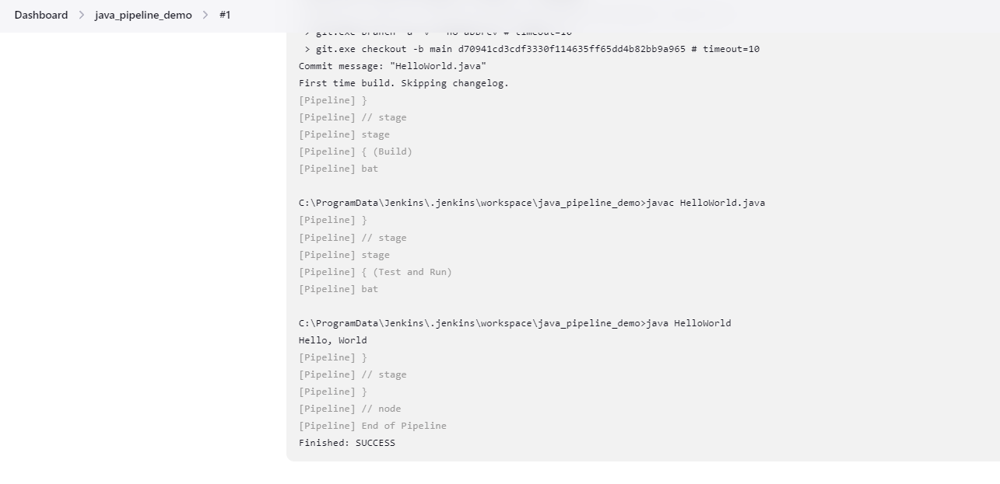 Dashboard > java_pipeline_demo > #1
> git.exe branch -a -v --no-abbrev # timeout=10
> git.exe checkout -b main d70941cd3cdf3330f114635ff65dd4b82bb9a965 # timeout=10
Commit message: "HelloWorld.java"
First time build. Skipping changelog.
[Pipeline] }
[Pipeline] // stage
[Pipeline] stage
[Pipeline] { (Build)
[Pipeline] bat
C:\ProgramData\Jenkins\.jenkins\workspace\java_pipeline_demo>javac HelloWorld.java
[Pipeline] }
[Pipeline] // stage
[Pipeline] stage
[Pipeline] { (Test and Run)
[Pipeline] bat
C:\ProgramData\Jenkins\.jenkins\workspace\java_pipeline_demo>java HelloWorld
Hello, World
[Pipeline] }
[Pipeline] // stage
[Pipeline] }
[Pipeline] // node
[Pipeline] End of Pipeline
Finished: SUCCESS